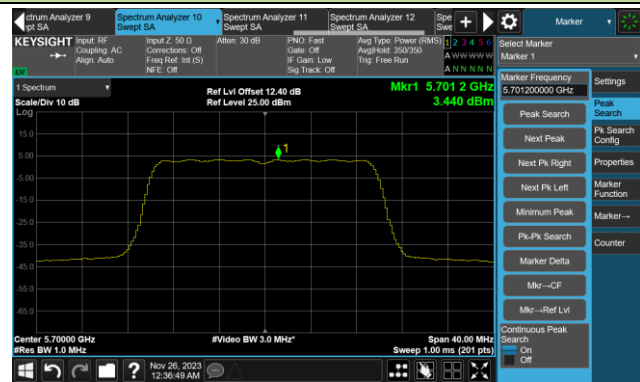 ctrum Analyzer 9
ept SA
Spectrum Analyzer 10
Swept SA
Spectrum Analyzer 11
Swept SA
Spectrum Analyzer 12
Swept SA
Spe
Swe
Marker
KEYSIGHT
Input: RF
Coupling: AC
Align: Auto
Input Z: 50 Ω
Corrections: Off
Freq Ref: Int (S)
NFE: Off
Atten: 30 dB
PNO: Fast
Gate: Off
IF Gain: Low
Sig Track: Off
Avg Type: Power (RMS)
Avg|Hold: 350/350
Trig: Free Run
1 2 3 4 5 6
A W W W W W
A N N N N N
LXI
Select Marker
Marker 1
1 Spectrum
Scale/Div 10 dB
Log
Ref Lvl Offset 12.40 dB
Ref Level 25.00 dBm
Mkr1 5.701 2 GHz
3.440 dBm
1
15.0
5.00
-5.00
-15.0
-25.0
-35.0
-45.0
-55.0
-65.0
Center 5.70000 GHz
#Res BW 1.0 MHz
#Video BW 3.0 MHz*
Span 40.00 MHz
Sweep 1.00 ms (201 pts)
Marker Frequency
5.701200000 GHz
Peak Search
Next Peak
Next Pk Right
Next Pk Left
Minimum Peak
Pk-Pk Search
Marker Delta
Mkr→CF
Mkr→Ref Lvl
Continuous Peak
Search
On
Off
Settings
Peak
Search
Pk Search
Config
Properties
Marker
Function
Marker→
Counter
Nov 26, 2023
12:36:49 AM